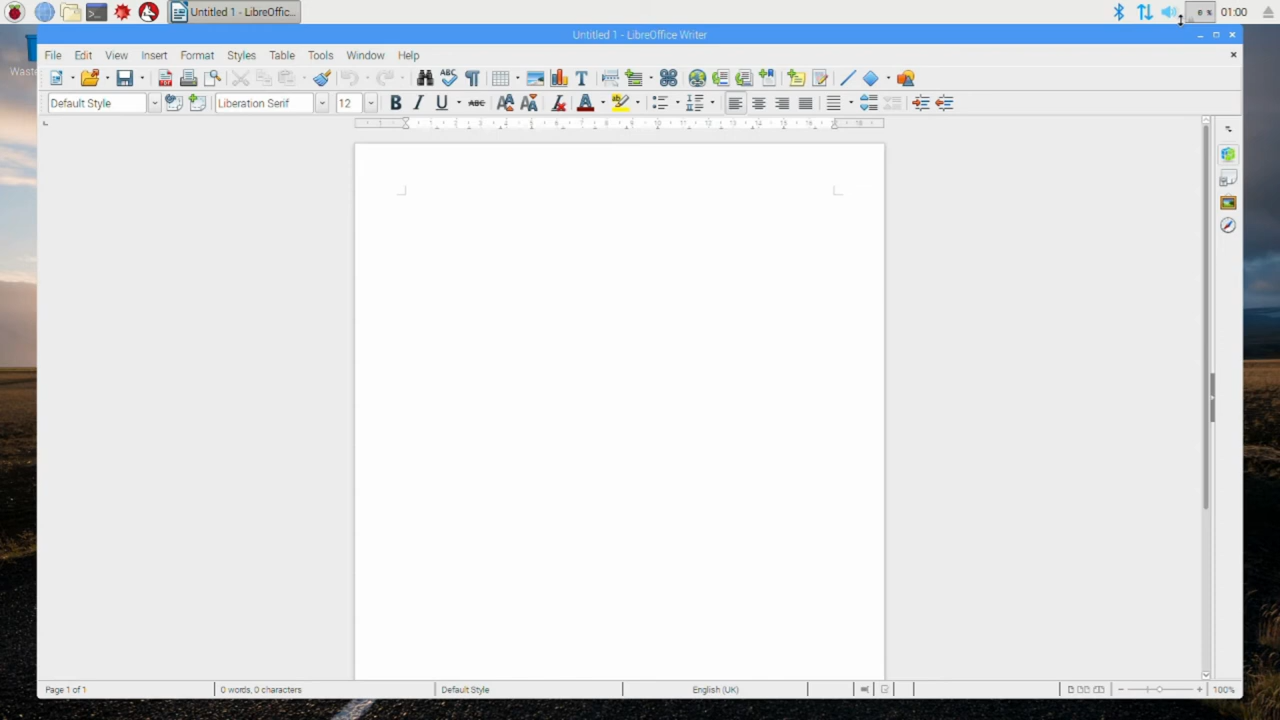 Untitled 1 - LibreOffic...
0 %
01:00
Untitled 1 - LibreOffice Writer
File Edit View Insert Format Styles Table Tools Window Help
Default Style Liberation Serif 12
Page 1 of 1 0 words, 0 characters Default Style English (UK) 100%